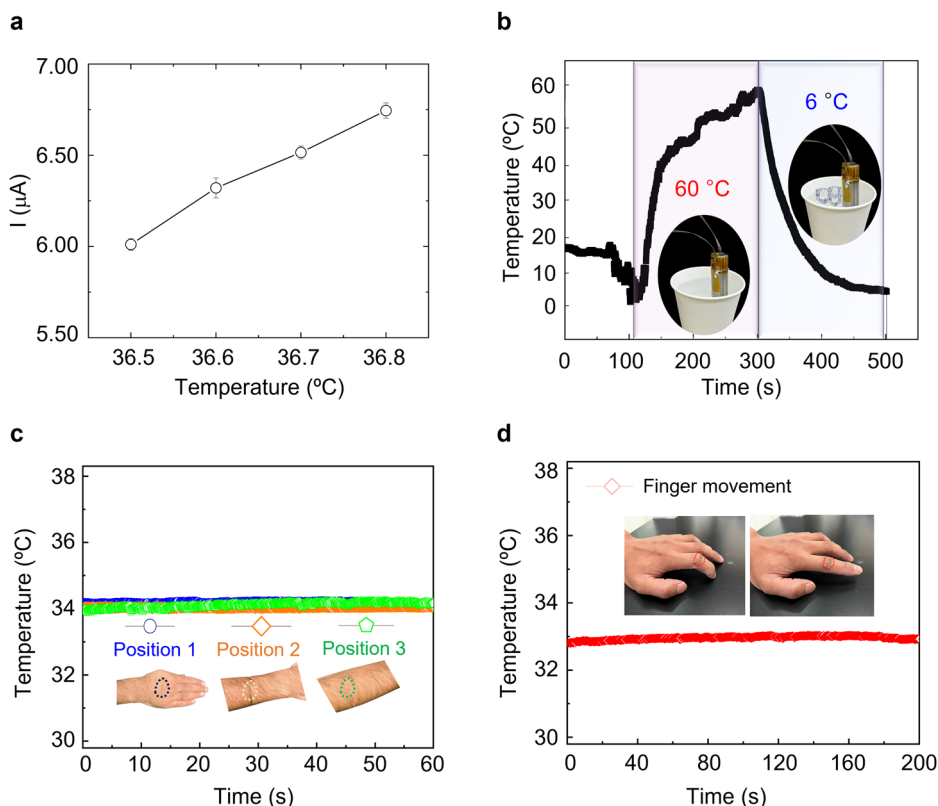 a
7.00
6.50
6.00
5.50
I (μA)
36.5 36.6 36.7 36.8
Temperature (ºC)
b
60
50
40
30
20
10
0
Temperature (ºC)
60 °C
6 °C
0 100 200 300 400 500
Time (s)
c
38
36
34
32
30
Temperature (ºC)
Position 1 Position 2 Position 3
0 10 20 30 40 50 60
Time (s)
d
38
36
34
32
30
Temperature (ºC)
Finger movement
0 40 80 120 160 200
Time (s)